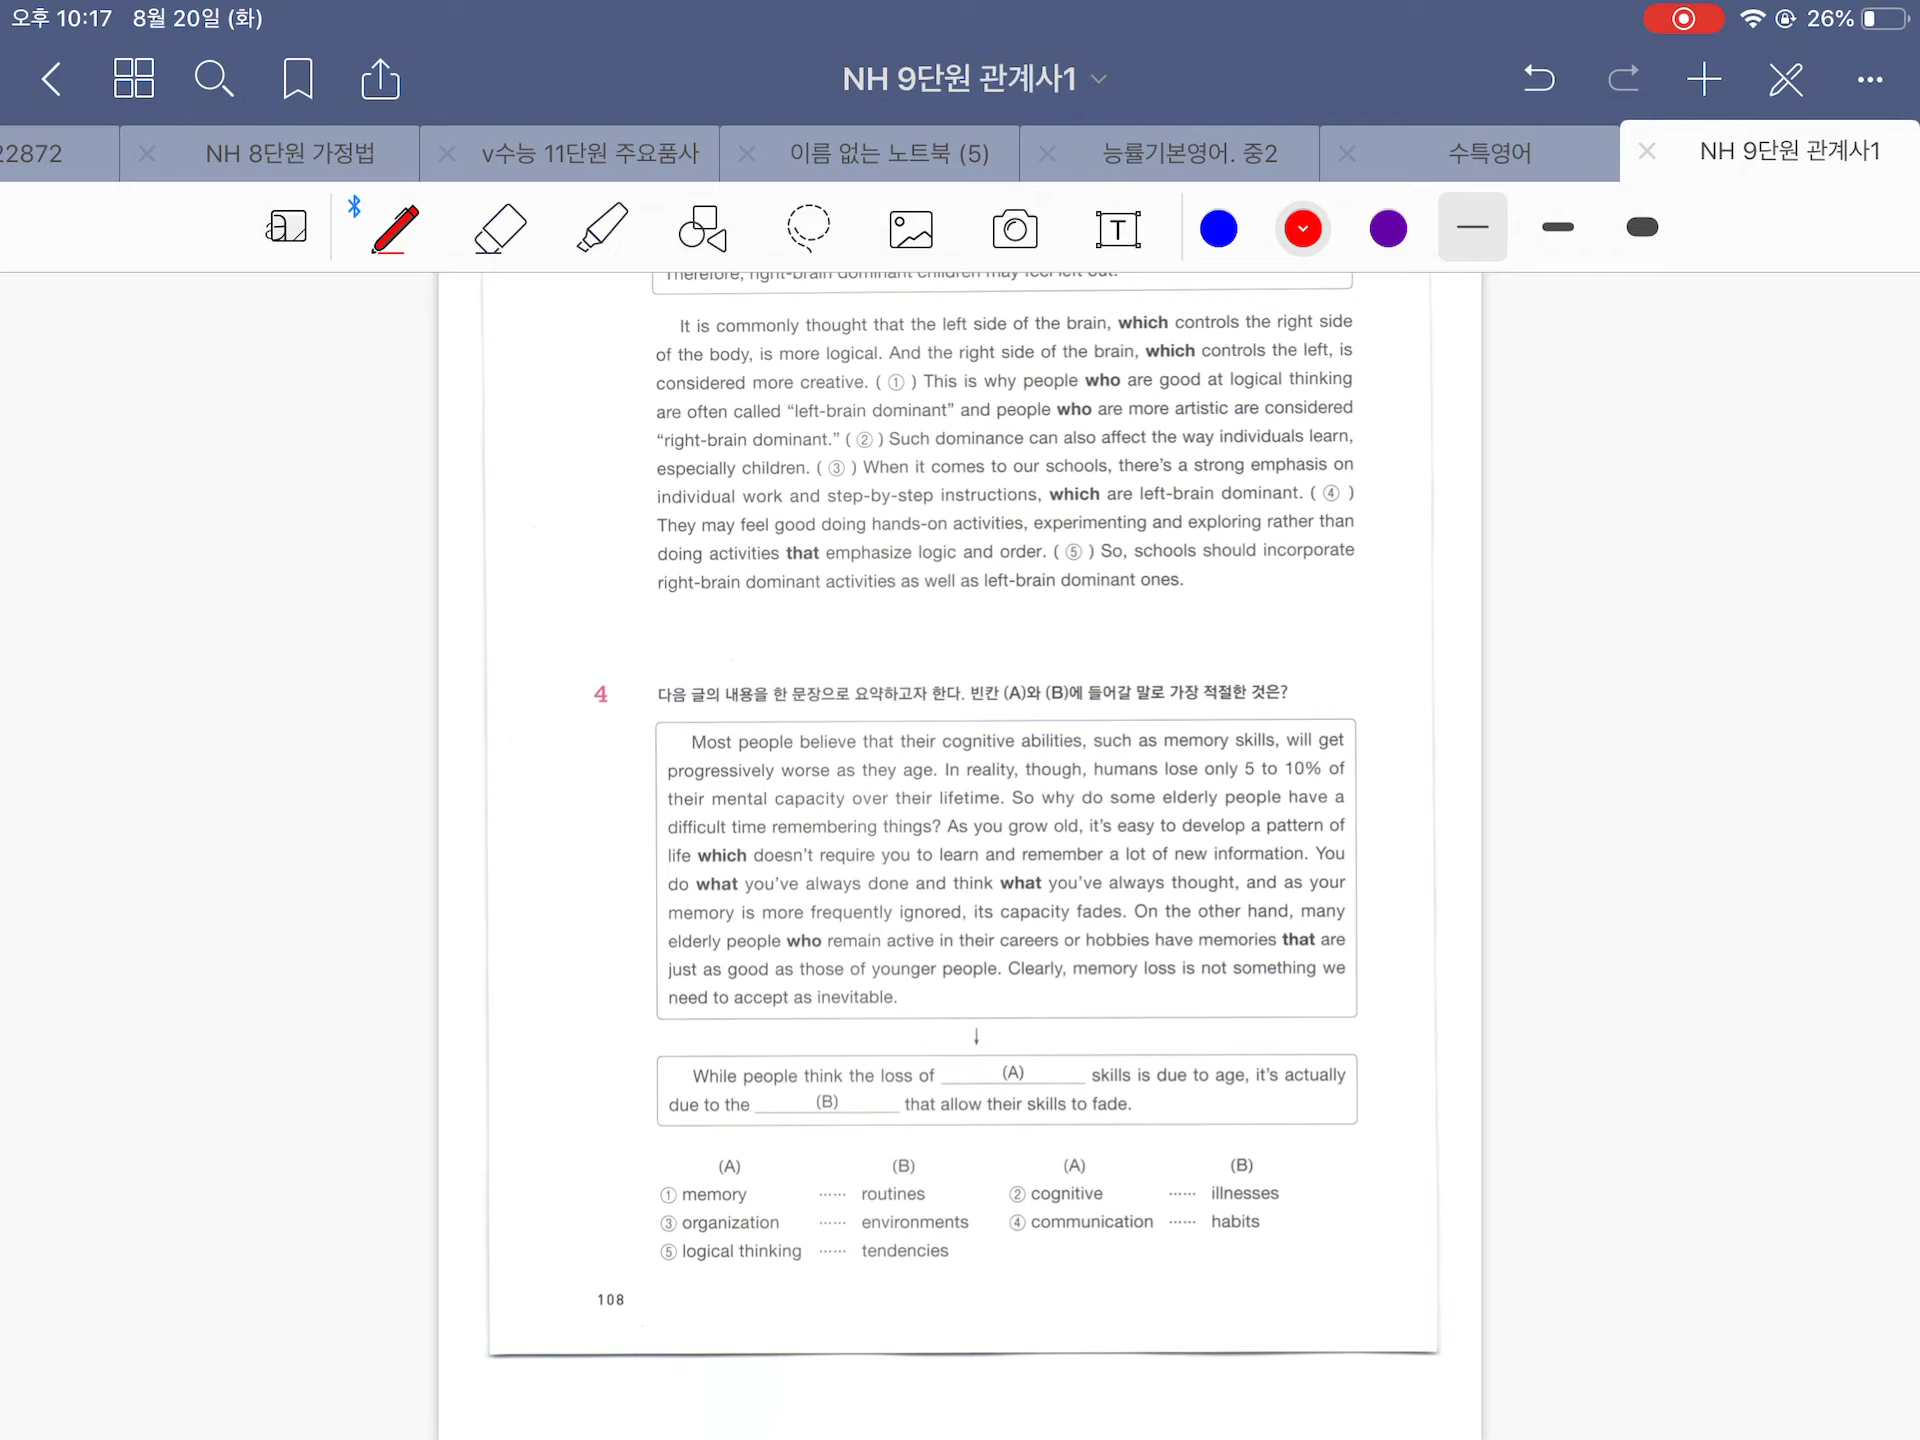 오후 10:17 8월 20일 (화)
26%
NH 9단원 관계사1
22872
NH 8단원 가정법
v수능 11단원 주요품사
이름 없는 노트북 (5)
능률기본영어. 중2
수특영어
NH 9단원 관계사1
T
Therefore, right-brain dominant children may feel left out.
It is commonly thought that the left side of the brain, which controls the right side
of the body, is more logical. And the right side of the brain, which controls the left, is
considered more creative. ( ① ) This is why people who are good at logical thinking
are often called “left-brain dominant” and people who are more artistic are considered
“right-brain dominant.” ( ② ) Such dominance can also affect the way individuals learn,
especially children. ( ③ ) When it comes to our schools, there’s a strong emphasis on
individual work and step-by-step instructions, which are left-brain dominant. ( ④ )
They may feel good doing hands-on activities, experimenting and exploring rather than
doing activities that emphasize logic and order. ( ⑤ ) So, schools should incorporate
right-brain dominant activities as well as left-brain dominant ones.
4 다음 글의 내용을 한 문장으로 요약하고자 한다. 빈칸 (A)와 (B)에 들어갈 말로 가장 적절한 것은?
Most people believe that their cognitive abilities, such as memory skills, will get
progressively worse as they age. In reality, though, humans lose only 5 to 10% of
their mental capacity over their lifetime. So why do some elderly people have a
difficult time remembering things? As you grow old, it’s easy to develop a pattern of
life which doesn’t require you to learn and remember a lot of new information. You
do what you’ve always done and think what you’ve always thought, and as your
memory is more frequently ignored, its capacity fades. On the other hand, many
elderly people who remain active in their careers or hobbies have memories that are
just as good as those of younger people. Clearly, memory loss is not something we
need to accept as inevitable.
↓
While people think the loss of (A) skills is due to age, it’s actually
due to the (B) that allow their skills to fade.
(A) (B) (A) (B)
① memory …… routines ② cognitive …… illnesses
③ organization …… environments ④ communication …… habits
⑤ logical thinking …… tendencies
108